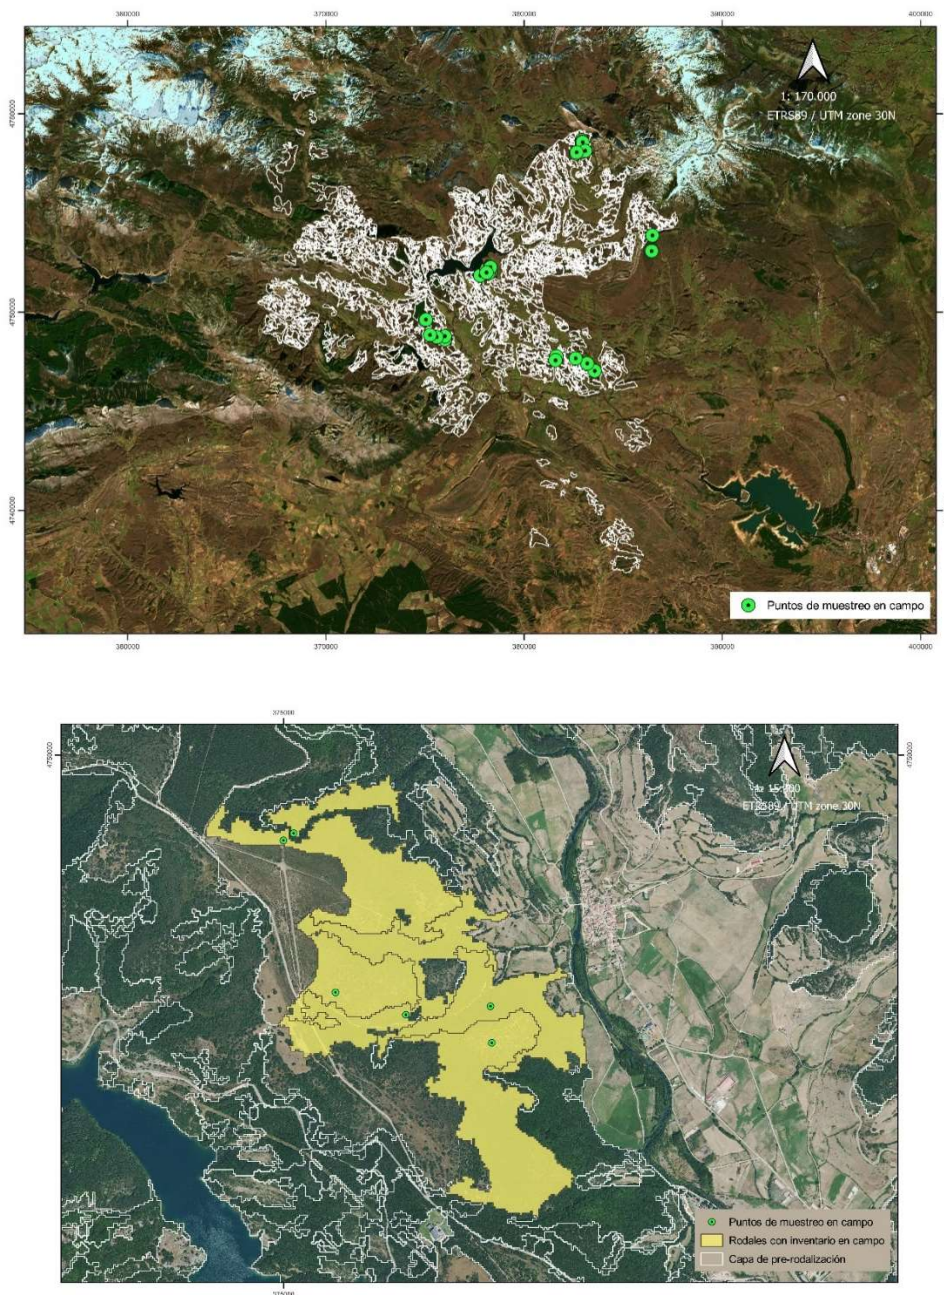 360000 370000 380000 390000 400000
4760000
4750000
4740000
1: 170.000
ETRS89 / UTM zone 30N
Puntos de muestreo en campo
360000 370000 380000 390000 400000
375000
4750000 4750000
ETRS89 / UTM zone 30N
Puntos de muestreo en campo
Rodales con inventario en campo
Capa de pre-rodalización
375000